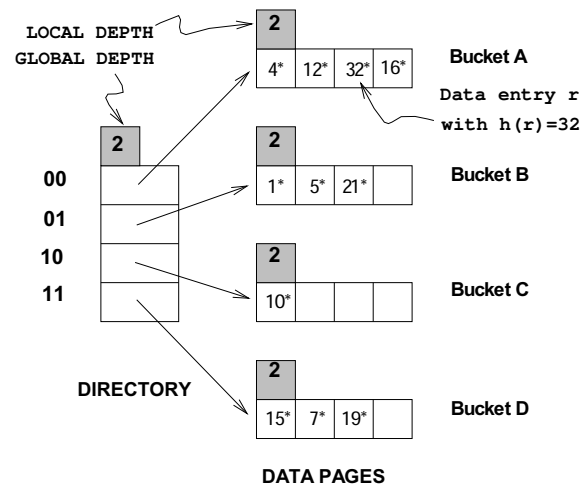 LOCAL DEPTH
GLOBAL DEPTH
2
4* 12* 32* 16*
Bucket A
Data entry r
with h(r)=32
2
00
01
10
11
DIRECTORY
2
1* 5* 21*
Bucket B
2
10*
Bucket C
2
15* 7* 19*
Bucket D
DATA PAGES